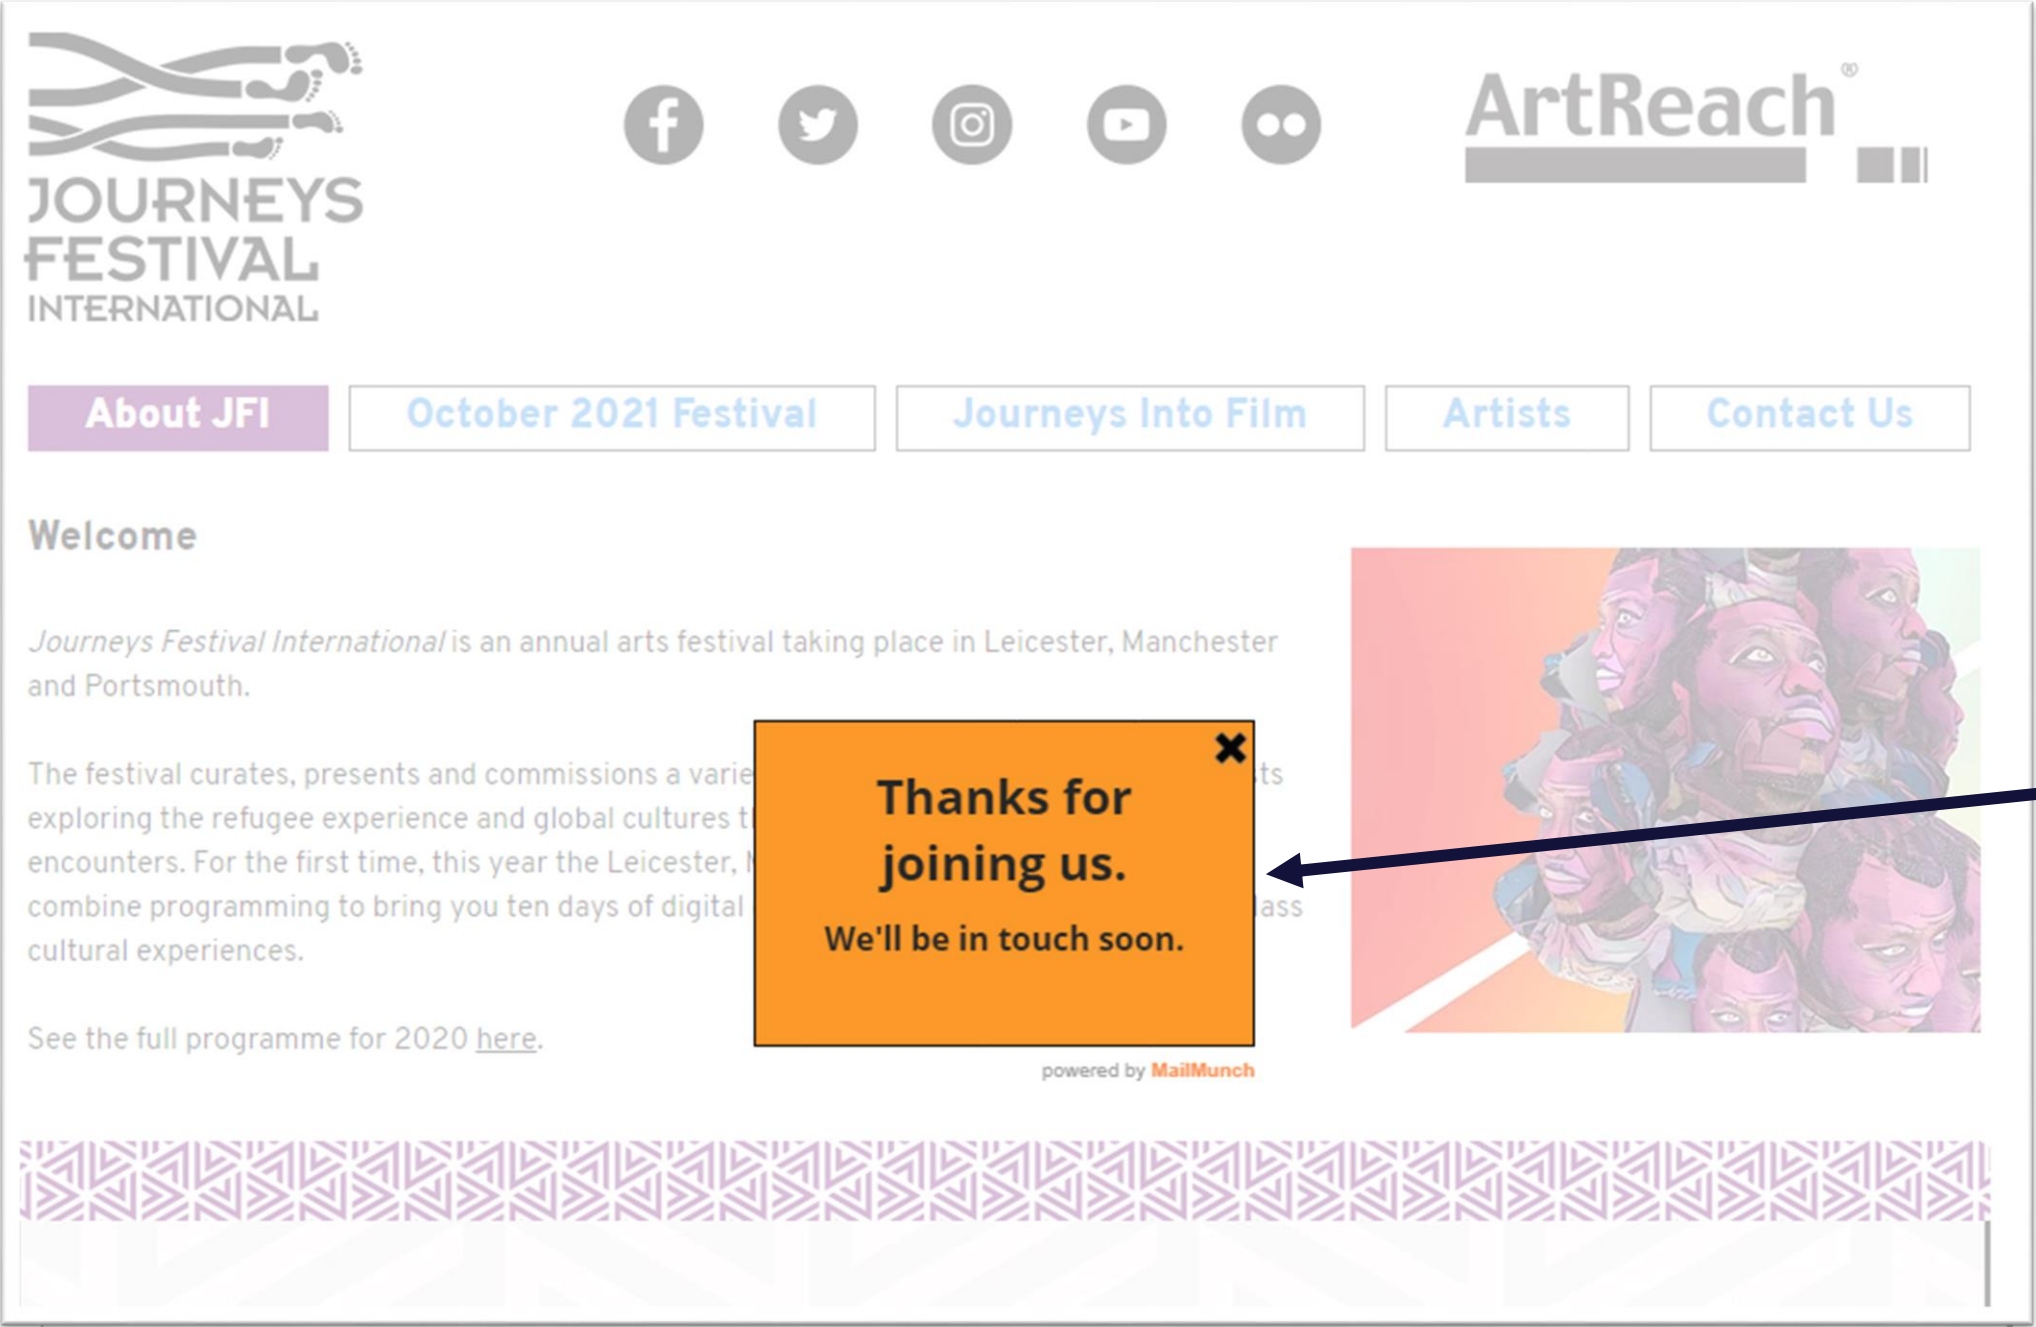 JOURNEYS
FESTIVAL
INTERNATIONAL
ArtReach®
About JFI
October 2021 Festival
Journeys Into Film
Artists
Contact Us
Welcome
Journeys Festival International is an annual arts festival taking place in Leicester, Manchester
and Portsmouth.
The festival curates, presents and commissions a
exploring the refugee experience and global cultures
encounters. For the first time, this year the Leicester,
combine programming to bring you ten days of digital
cultural experiences.
See the full programme for 2020 here.
Thanks for
joining us.
We'll be in touch soon.
powered by MailMunch